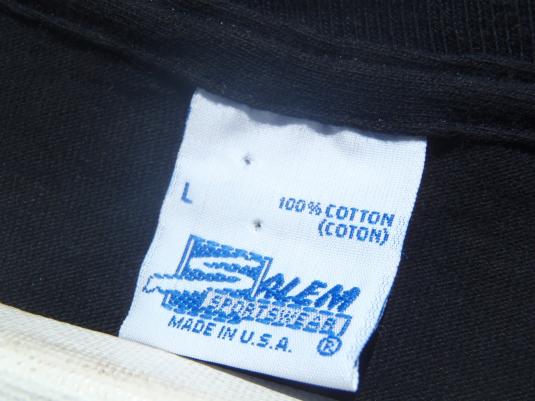 L
100% COTTON
(COTON)
SALEM
SPORTSWEAR
MADE IN U.S.A. ®